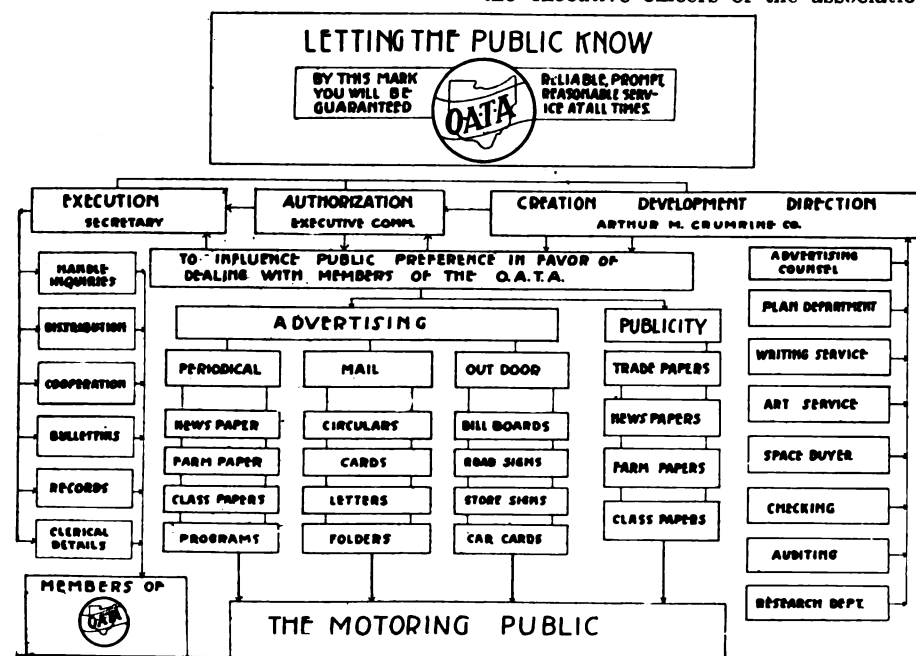 LETTING THE PUBLIC KNOW
BY THIS MARK
YOU WILL BE
GUARANTEED
O.A.T.A.
RELIABLE, PROMPT,
REASONABLE SERV-
ICE AT ALL TIMES.
EXECUTION
SECRETARY
AUTHORIZATION
EXECUTIVE COMM.
CREATION DEVELOPMENT DIRECTION
ARTHUR M. CRUMRINE CO.
TO INFLUENCE PUBLIC PREFERENCE IN FAVOR OF
DEALING WITH MEMBERS OF THE O.A.T.A.
HANDLE
INQUIRIES
DISTRIBUTION
COOPERATION
BULLETINS
RECORDS
CLERICAL
DETAILS
MEMBERS OF
OATA
ADVERTISING
PERIODICAL
NEWS PAPER
FARM PAPER
CLASS PAPERS
PROGRAMS
MAIL
CIRCULARS
CARDS
LETTERS
FOLDERS
OUT DOOR
BILL BOARDS
ROAD SIGNS
STORE SIGNS
CAR CARDS
PUBLICITY
TRADE PAPERS
NEWS PAPERS
FARM PAPERS
CLASS PAPERS
ADVERTISING
COUNSEL
PLAN DEPARTMENT
WRITING SERVICE
ART SERVICE
SPACE BUYER
CHECKING
AUDITING
RESEARCH DEPT.
THE MOTORING PUBLIC